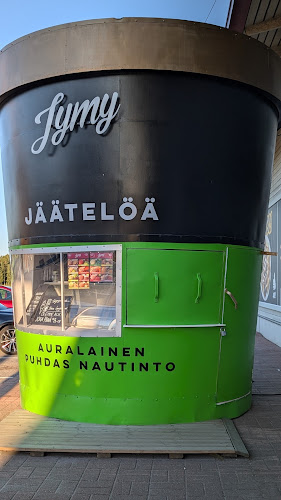 Jymy
JÄÄTELÖÄ
AURALAINEN
PUHDAS NAUTINTO